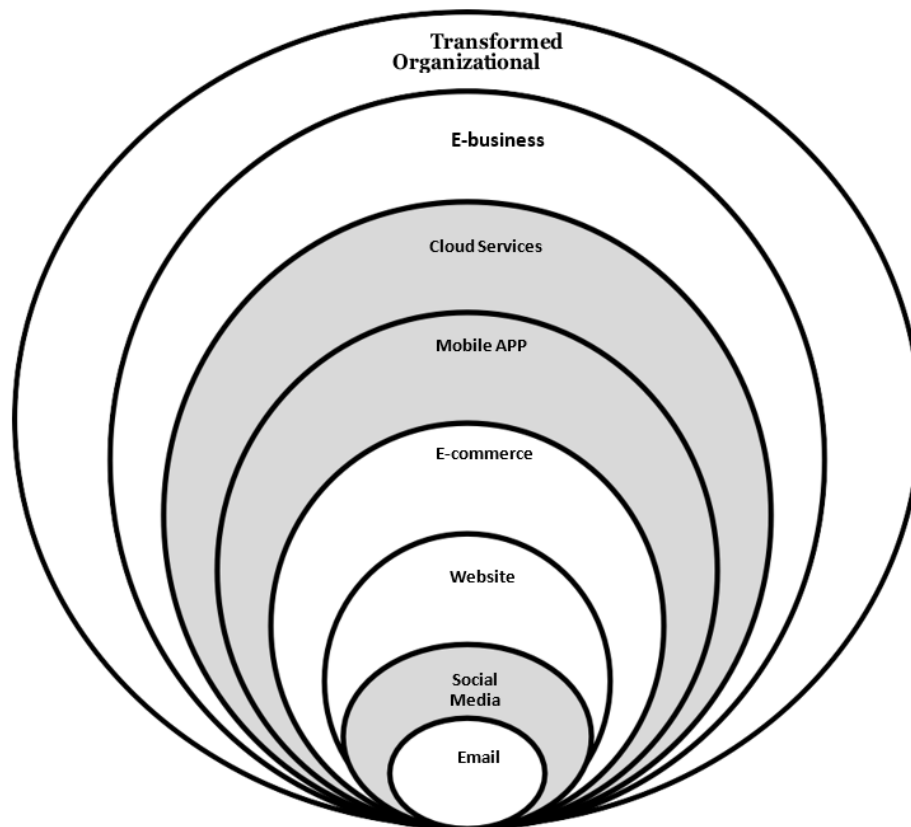 Transformed
Organizational
E-business
Cloud Services
Mobile APP
E-commerce
Website
Social
Media
Email